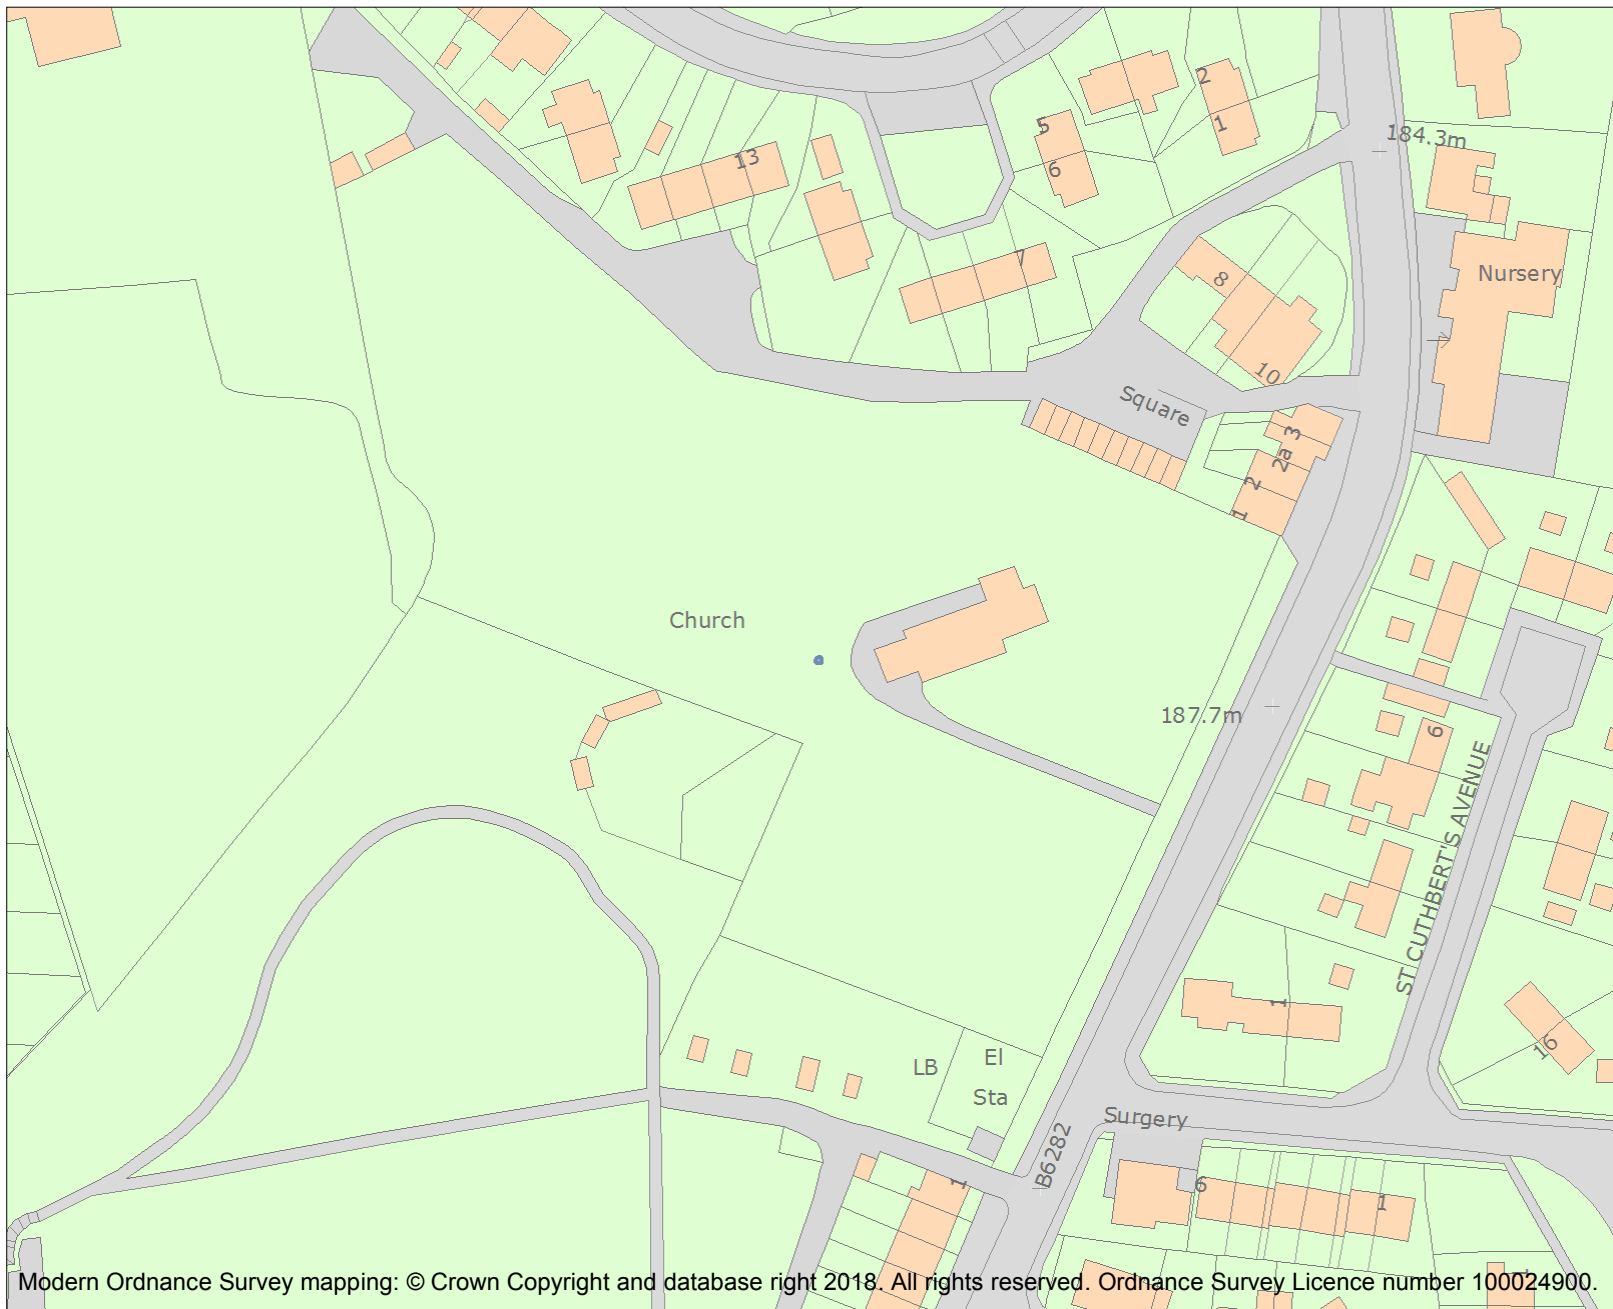 2
1
5
6
184.3m
13
7
8
Nursery
10
Square
3
2a
2
1
Church
187.7m
6
ST CUTHBERT'S AVENUE
1
16
LB
El
Sta
Surgery
B6282
1
6
1
Modern Ordnance Survey mapping: © Crown Copyright and database right 2018. All rights reserved. Ordnance Survey Licence number 100024900.